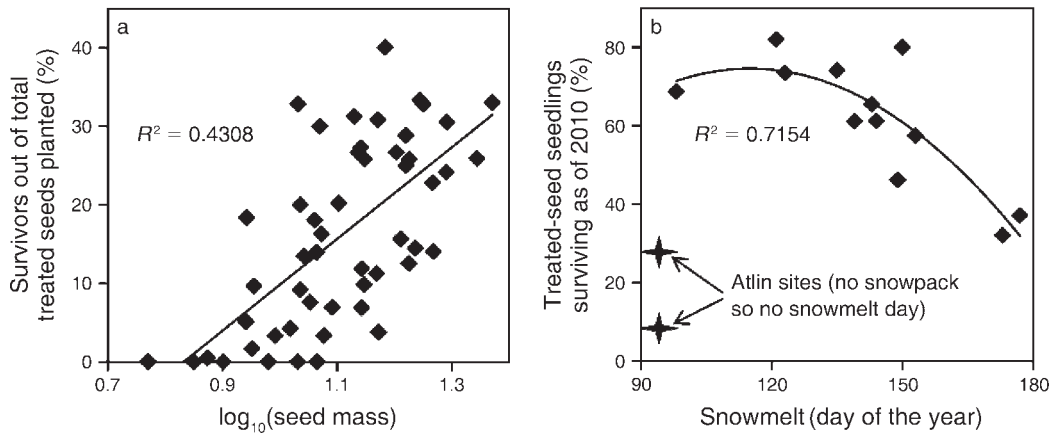 a
Survivors out of total
treated seeds planted (%)
40
30
20
10
0
R² = 0.4308
0.7
0.9
1.1
1.3
log₁₀(seed mass)
b
Treated-seed seedlings
surviving as of 2010 (%)
80
60
40
20
0
R² = 0.7154
Atlin sites (no snowpack
so no snowmelt day)
90
120
150
180
Snowmelt (day of the year)